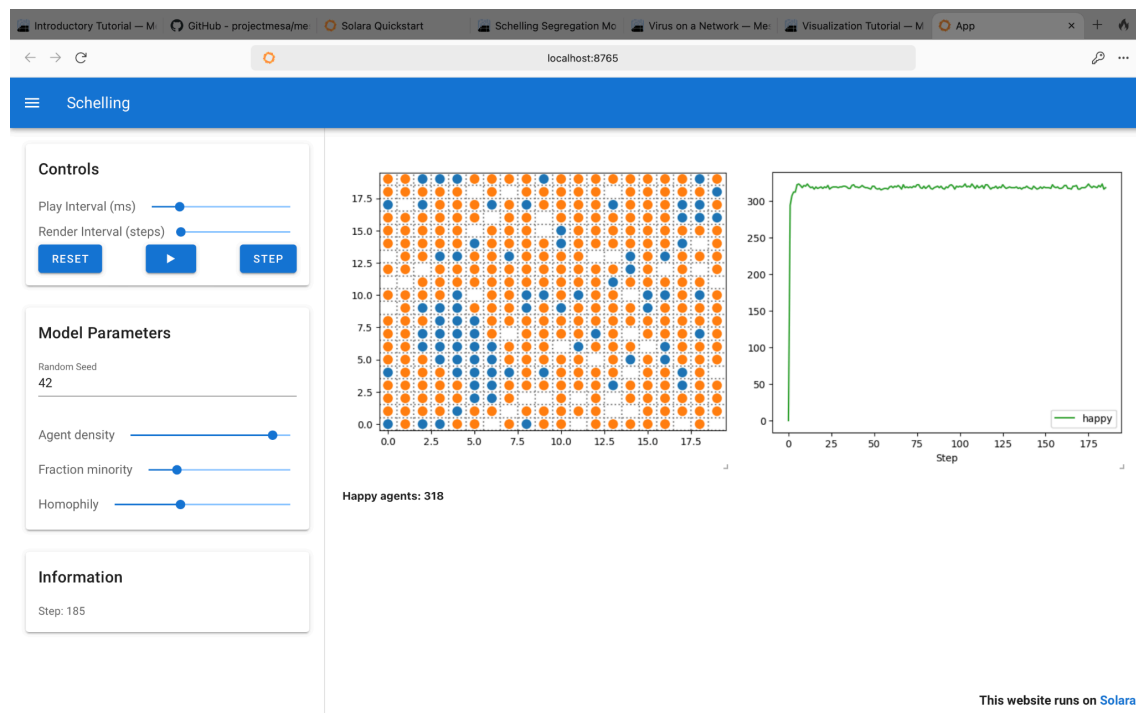 Introductory Tutorial — M
GitHub - projectmesa/me
Solara Quickstart
Schelling Segregation Mo
Virus on a Network — Me
Visualization Tutorial — M
App
localhost:8765
Schelling
Controls
Play Interval (ms)
Render Interval (steps)
RESET
STEP
Model Parameters
Random Seed
42
Agent density
Fraction minority
Homophily
Information
Step: 185
17.5
15.0
12.5
10.0
7.5
5.0
2.5
0.0
0.0 2.5 5.0 7.5 10.0 12.5 15.0 17.5
300
250
200
150
100
50
0
happy
0 25 50 75 100 125 150 175
Step
Happy agents: 318
This website runs on Solara